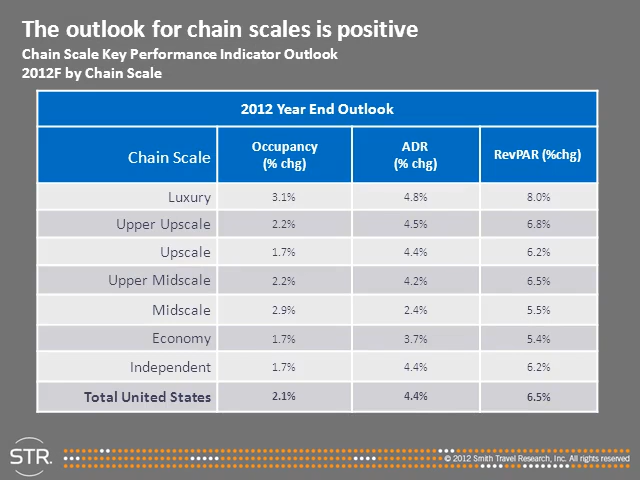 The outlook for chain scales is positive
Chain Scale Key Performance Indicator Outlook
2012F by Chain Scale
2012 Year End Outlook
Chain Scale Occupancy (% chg) ADR (% chg) RevPAR (%chg)
Luxury 3.1% 4.8% 8.0%
Upper Upscale 2.2% 4.5% 6.8%
Upscale 1.7% 4.4% 6.2%
Upper Midscale 2.2% 4.2% 6.5%
Midscale 2.9% 2.4% 5.5%
Economy 1.7% 3.7% 5.4%
Independent 1.7% 4.4% 6.2%
Total United States 2.1% 4.4% 6.5%
STR.
© 2012 Smith Travel Research, Inc. All rights reserved